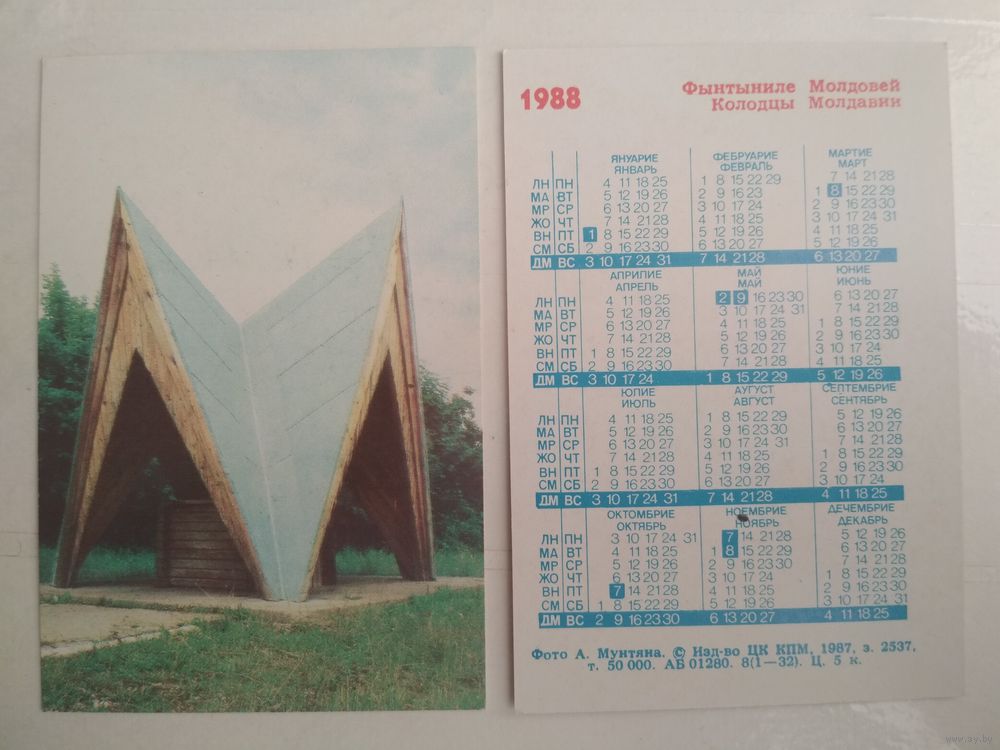 1988
Фынтыниле Молдовей
Колодцы Молдавии
ЯНУАРИЕ ФЕБРУАРИЕ МАРТИЕ
ЯНВАРЬ ФЕВРАЛЬ МАРТ
ЛН ПН 4 11 18 25 1 8 15 22 29 7 14 21 28
МА ВТ 5 12 19 26 2 9 16 23 1 8 15 22 29
МР СР 6 13 20 27 3 10 17 24 2 9 16 23 30
ЖО ЧТ 7 14 21 28 4 11 18 25 3 10 17 24 31
ВН ПТ 1 8 15 22 29 5 12 19 26 4 11 18 25
СМ СБ 2 9 16 23 30 6 13 20 27 5 12 19 26
ДМ ВС 3 10 17 24 31 7 14 21 28 6 13 20 27
АПРИЛИЕ МАЙ ЮНИЕ
АПРЕЛЬ МАЙ ИЮНЬ
ЛН ПН 4 11 18 25 2 9 16 23 30 6 13 20 27
МА ВТ 5 12 19 26 3 10 17 24 31 7 14 21 28
МР СР 6 13 20 27 4 11 18 25 1 8 15 22 29
ЖО ЧТ 7 14 21 28 5 12 19 26 2 9 16 23 30
ВН ПТ 1 8 15 22 29 6 13 20 27 3 10 17 24
СМ СБ 2 9 16 23 30 7 14 21 28 4 11 18 25
ДМ ВС 3 10 17 24 1 8 15 22 29 5 12 19 26
ЮЛИЕ АУГУСТ СЕПТЕМБРИЕ
ИЮЛЬ АВГУСТ СЕНТЯБРЬ
ЛН ПН 4 11 18 25 1 8 15 22 29 5 12 19 26
МА ВТ 5 12 19 26 2 9 16 23 30 6 13 20 27
МР СР 6 13 20 27 3 10 17 24 31 7 14 21 28
ЖО ЧТ 7 14 21 28 4 11 18 25 1 8 15 22 29
ВН ПТ 1 8 15 22 29 5 12 19 26 2 9 16 23 30
СМ СБ 2 9 16 23 30 6 13 20 27 3 10 17 24
ДМ ВС 3 10 17 24 31 7 14 21 28 4 11 18 25
ОКТОМБРИЕ НОЕМБРИЕ ДЕЧЕМБРИЕ
ОКТЯБРЬ НОЯБРЬ ДЕКАБРЬ
ЛН ПН 3 10 17 24 31 7 14 21 28 5 12 19 26
МА ВТ 4 11 18 25 1 8 15 22 29 6 13 20 27
МР СР 5 12 19 26 2 9 16 23 30 7 14 21 28
ЖО ЧТ 6 13 20 27 3 10 17 24 1 8 15 22 29
ВН ПТ 7 14 21 28 4 11 18 25 2 9 16 23 30
СМ СБ 1 8 15 22 29 5 12 19 26 3 10 17 24 31
ДМ ВС 2 9 16 23 30 6 13 20 27 4 11 18 25
Фото А. Мунтяна. © Изд-во ЦК КПМ, 1987, з. 2537,
т. 50 000. АБ 01280. 8(1—32). Ц. 5 к.
www.ay.by